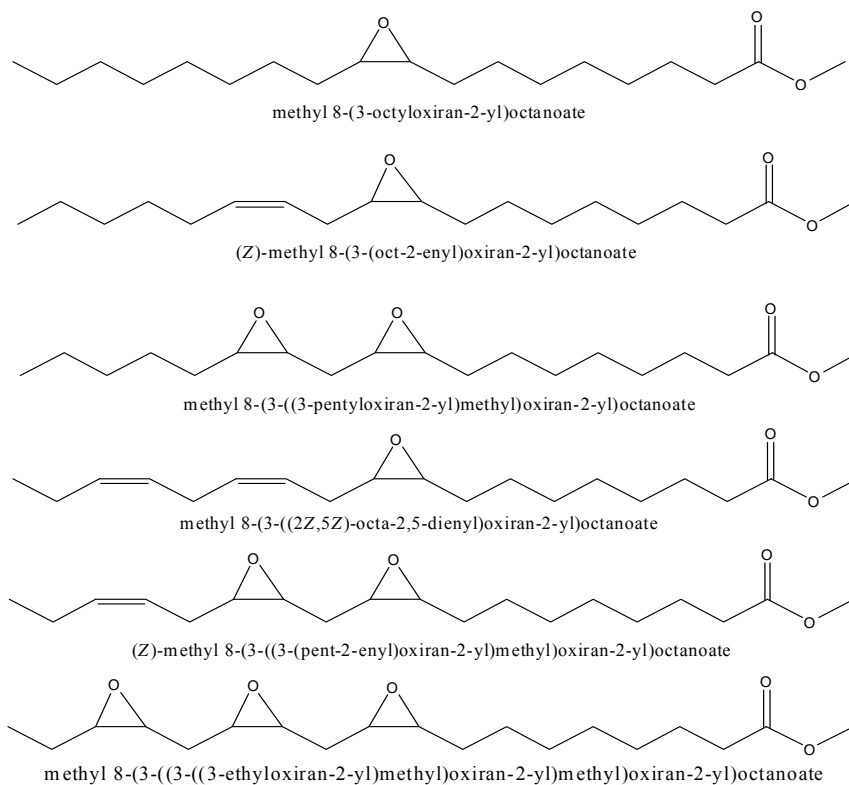 O
O
O
methyl 8-(3-octyloxiran-2-yl)octanoate
O
O
O
(Z)-methyl 8-(3-(oct-2-enyl)oxiran-2-yl)octanoate
O O O
O
methyl 8-(3-((3-pentyloxiran-2-yl)methyl)oxiran-2-yl)octanoate
O O
O
methyl 8-(3-((2Z,5Z)-octa-2,5-dienyl)oxiran-2-yl)octanoate
O O O
O
(Z)-methyl 8-(3-((3-(pent-2-enyl)oxiran-2-yl)methyl)oxiran-2-yl)octanoate
O O O O
O
methyl 8-(3-((3-((3-ethyloxiran-2-yl)methyl)oxiran-2-yl)methyl)oxiran-2-yl)octanoate